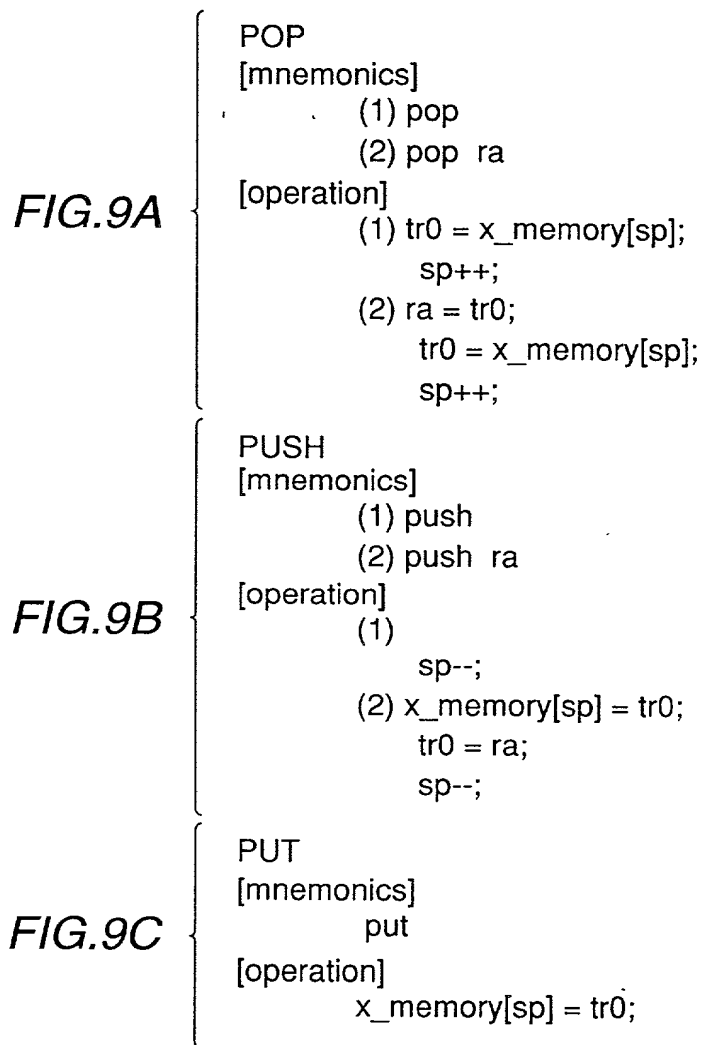 FIG.9A
POP
[mnemonics]
(1) pop
(2) pop ra
[operation]
(1) tr0 = x_memory[sp];
sp++;
(2) ra = tr0;
tr0 = x_memory[sp];
sp++;
FIG.9B
PUSH
[mnemonics]
(1) push
(2) push ra
[operation]
(1)
sp--;
(2) x_memory[sp] = tr0;
tr0 = ra;
sp--;
FIG.9C
PUT
[mnemonics]
put
[operation]
x_memory[sp] = tr0;